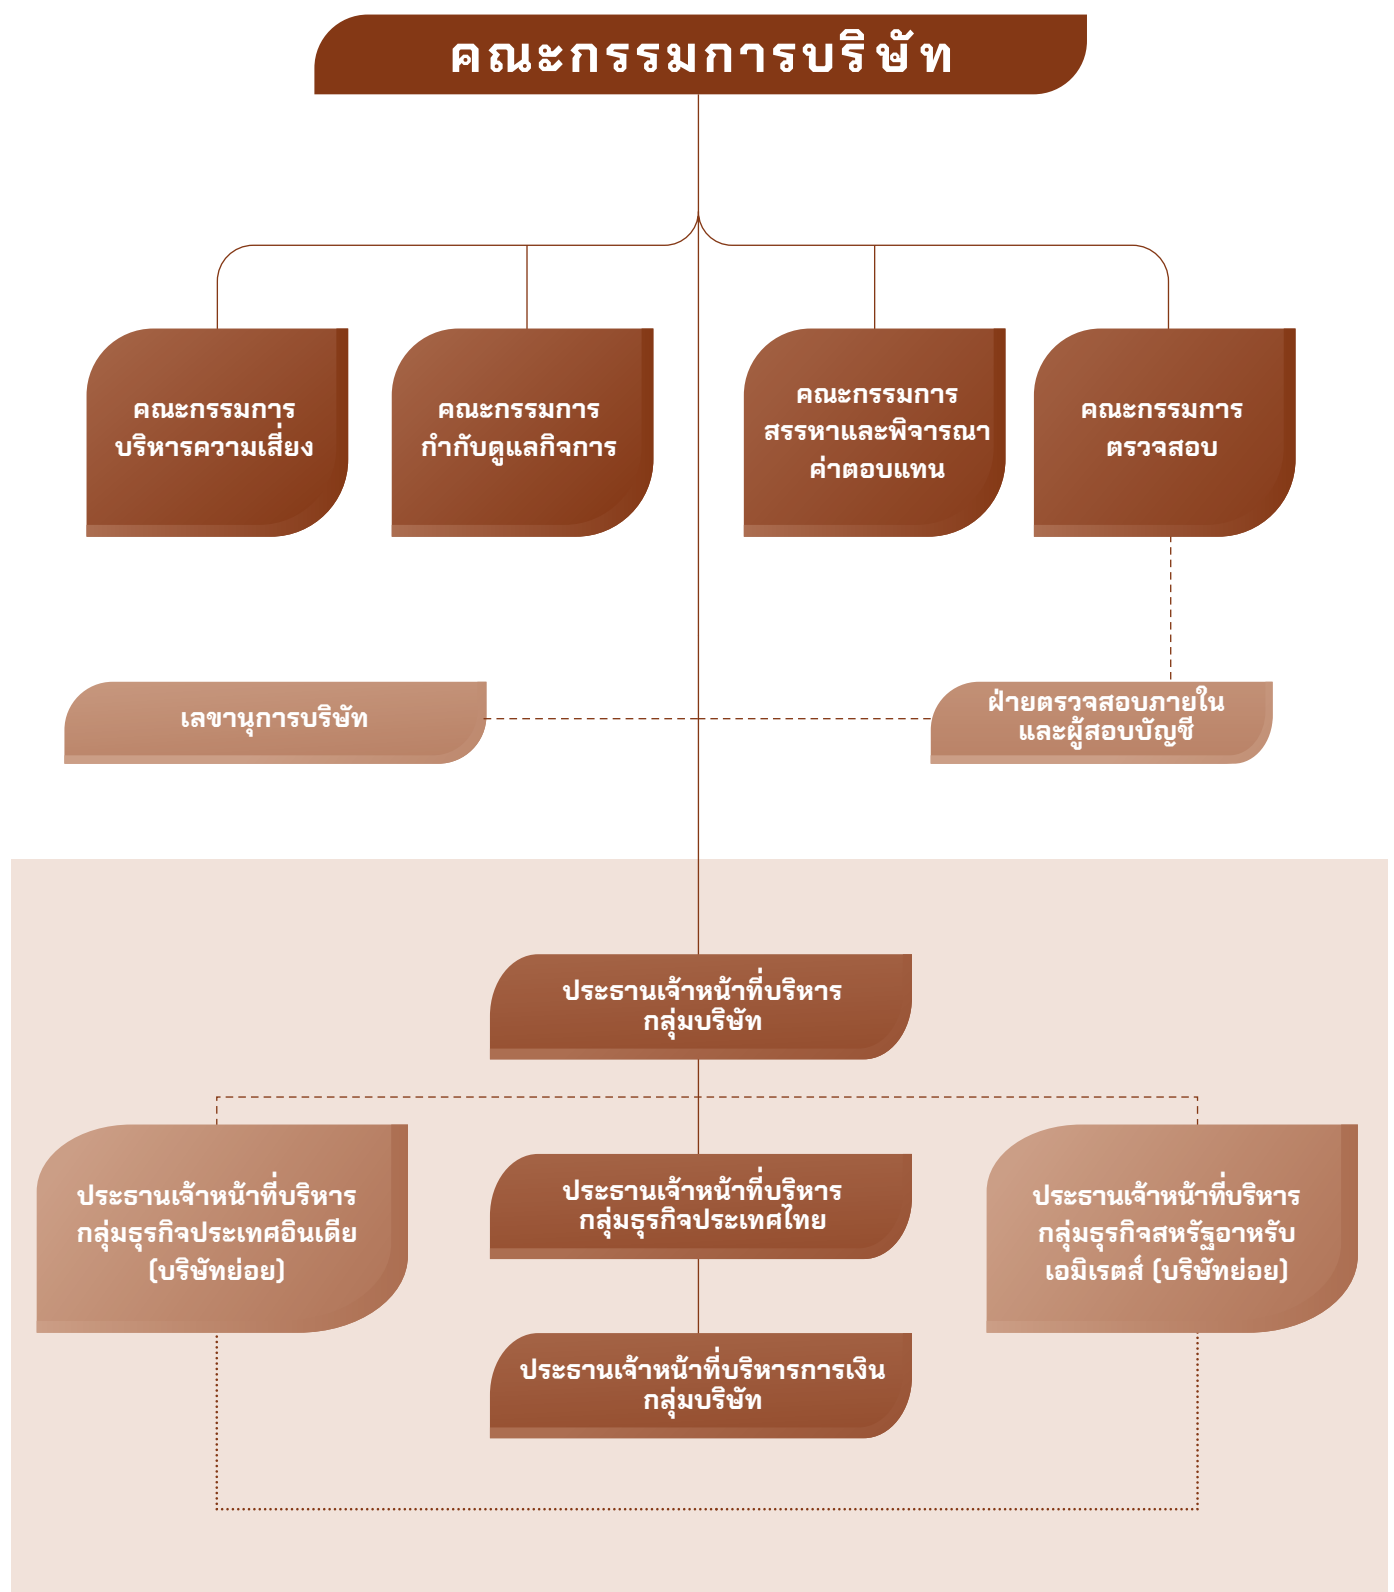 คณะกรรมการบริษัท
คณะกรรมการ
บริหารความเสี่ยง
คณะกรรมการ
กำกับดูแลกิจการ
คณะกรรมการ
สรรหาและพิจารณา
ค่าตอบแทน
คณะกรรมการ
ตรวจสอบ
เลขานุการบริษัท
ฝ่ายตรวจสอบภายใน
และผู้สอบบัญชี
ประธานเจ้าหน้าที่บริหาร
กลุ่มบริษัท
ประธานเจ้าหน้าที่บริหาร
กลุ่มธุรกิจประเทศอินเดีย
(บริษัทย่อย)
ประธานเจ้าหน้าที่บริหาร
กลุ่มธุรกิจประเทศไทย
ประธานเจ้าหน้าที่บริหาร
กลุ่มธุรกิจสหรัฐอาหรับ
เอมิเรตส์ (บริษัทย่อย)
ประธานเจ้าหน้าที่บริหารการเงิน
กลุ่มบริษัท